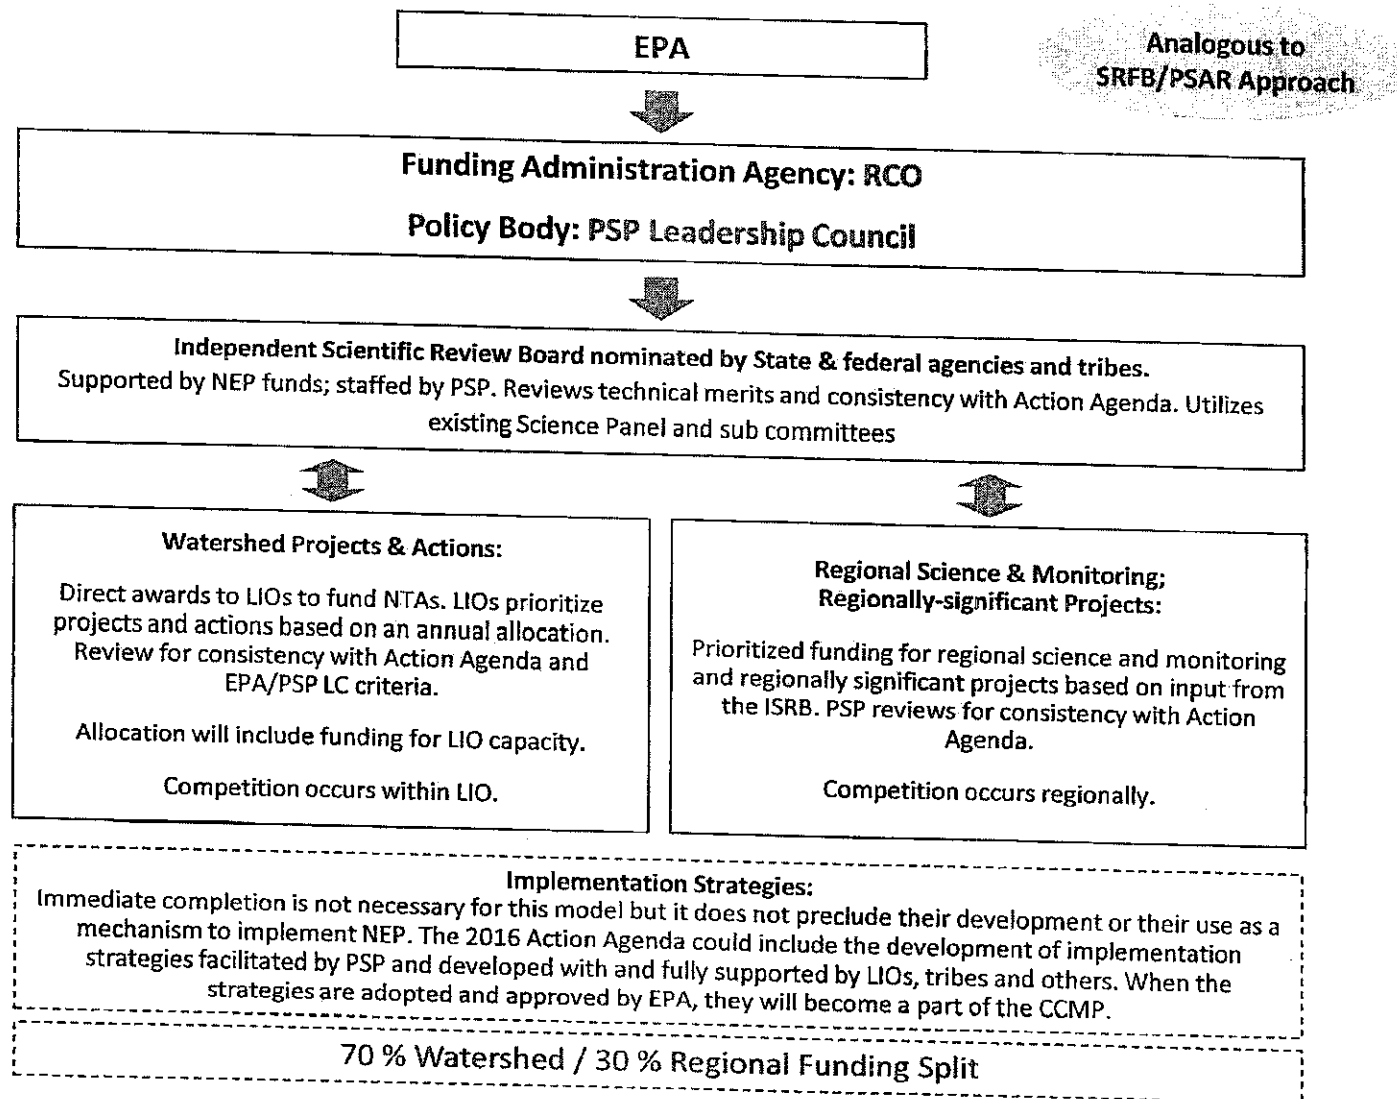 EPA
Analogous to
SRFB/PSAR Approach
Funding Administration Agency: RCO
Policy Body: PSP Leadership Council
Independent Scientific Review Board nominated by State & federal agencies and tribes.
Supported by NEP funds; staffed by PSP. Reviews technical merits and consistency with Action Agenda. Utilizes
existing Science Panel and sub committees
Watershed Projects & Actions:
Direct awards to LIOs to fund NTAs. LIOs prioritize
projects and actions based on an annual allocation.
Review for consistency with Action Agenda and
EPA/PSP LC criteria.
Allocation will include funding for LIO capacity.
Competition occurs within LIO.
Regional Science & Monitoring;
Regionally-significant Projects:
Prioritized funding for regional science and monitoring
and regionally significant projects based on input from
the ISRB. PSP reviews for consistency with Action
Agenda.
Competition occurs regionally.
Implementation Strategies:
Immediate completion is not necessary for this model but it does not preclude their development or their use as a
mechanism to implement NEP. The 2016 Action Agenda could include the development of implementation
strategies facilitated by PSP and developed with and fully supported by LIOs, tribes and others. When the
strategies are adopted and approved by EPA, they will become a part of the CCMP.
70 % Watershed / 30 % Regional Funding Split